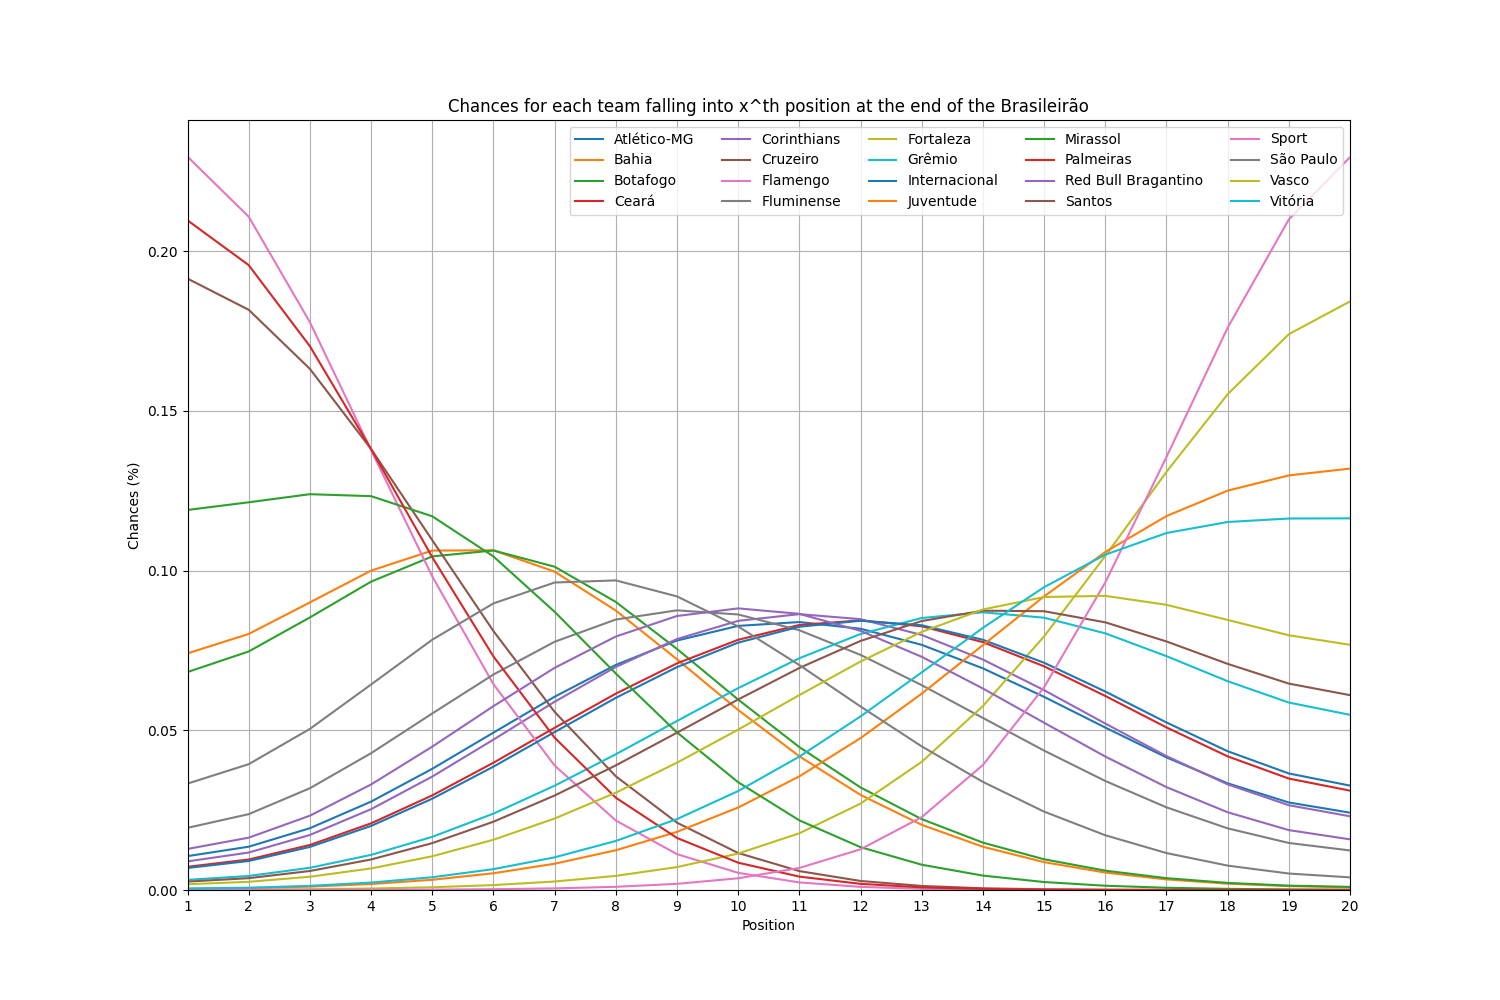 Chances for each team falling into x^th position at the end of the Brasileirão
Atlético-MG
Bahia
Botafogo
Ceará
Corinthians
Cruzeiro
Flamengo
Fluminense
Fortaleza
Grêmio
Internacional
Juventude
Mirassol
Palmeiras
Red Bull Bragantino
Santos
Sport
São Paulo
Vasco
Vitória
Chances (%)
0.20
0.15
0.10
0.05
0.00
1 2 3 4 5 6 7 8 9 10 11 12 13 14 15 16 17 18 19 20
Position